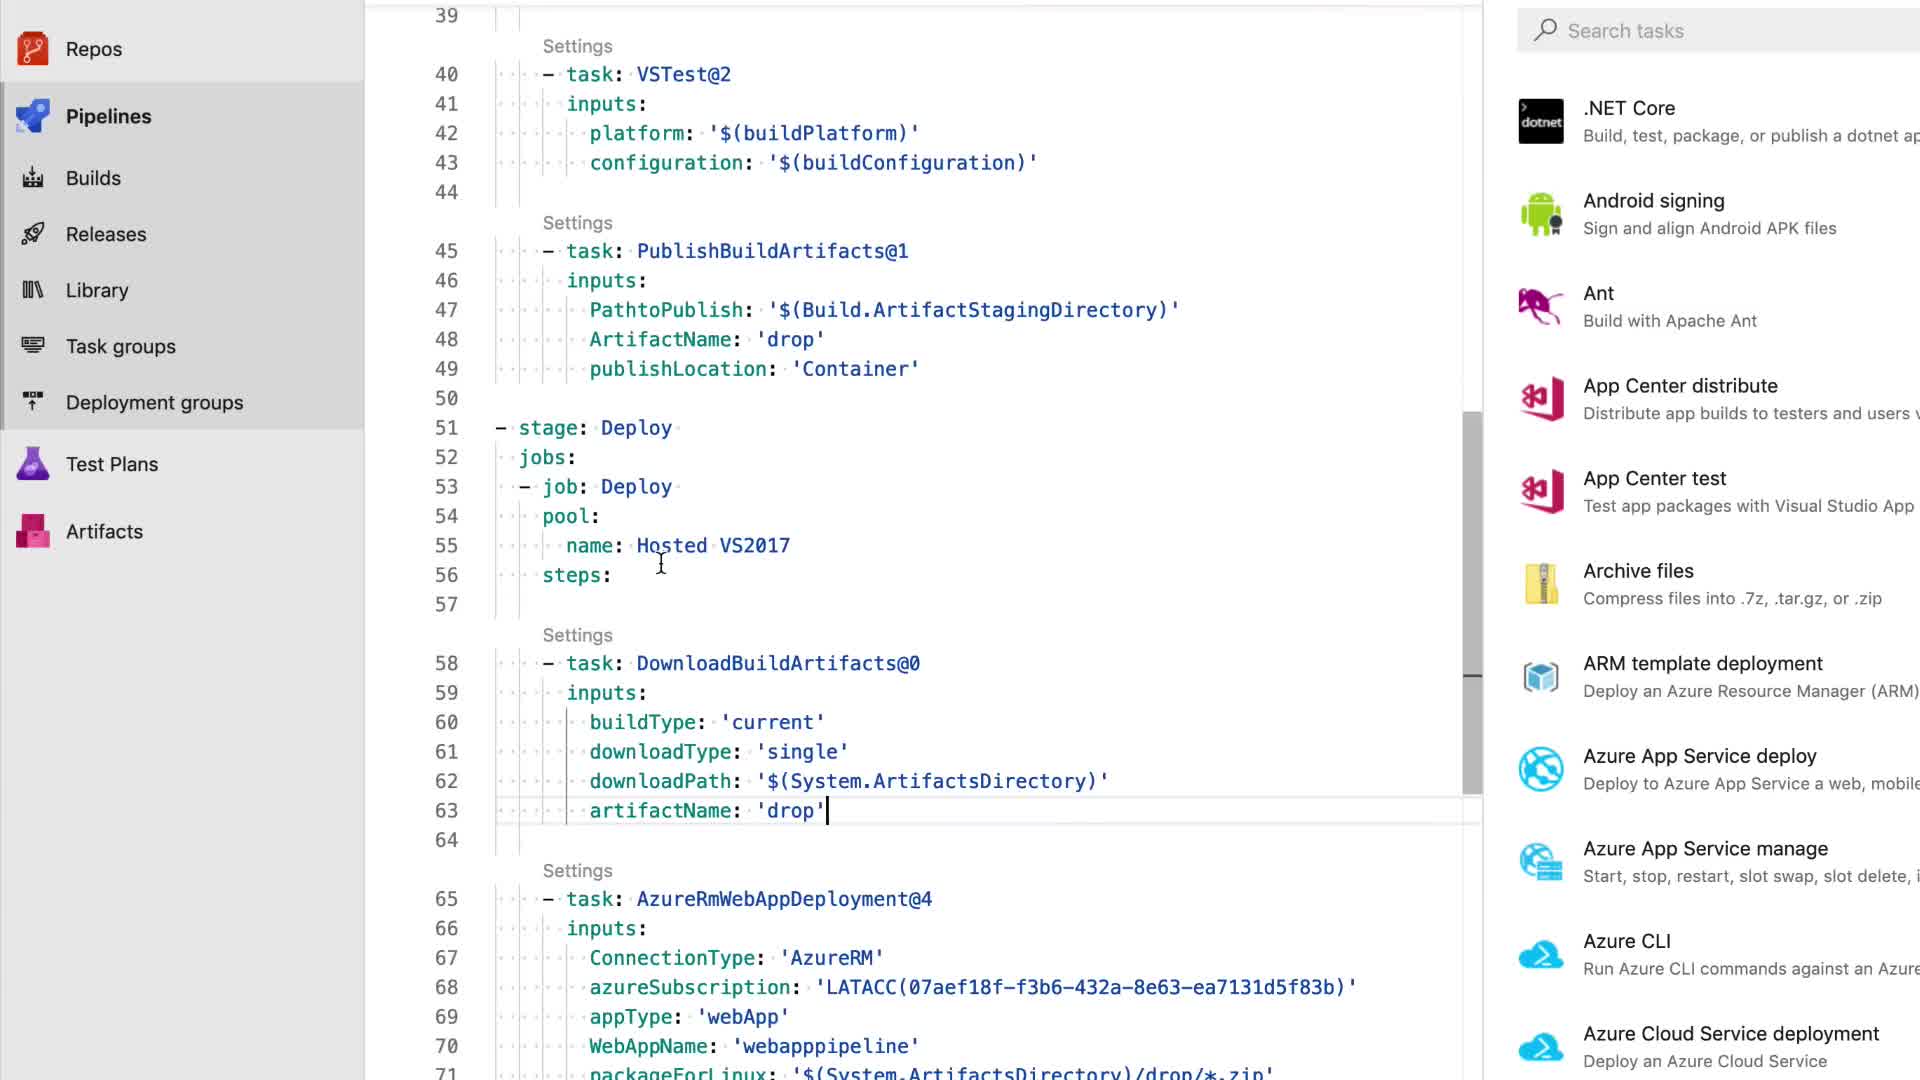 Repos
Pipelines
Builds
Releases
Library
Task groups
Deployment groups
Test Plans
Artifacts
39
Settings
40 - task: VSTest@2
41 inputs:
42 platform: '$(buildPlatform)'
43 configuration: '$(buildConfiguration)'
44
Settings
45 - task: PublishBuildArtifacts@1
46 inputs:
47 PathtoPublish: '$(Build.ArtifactStagingDirectory)'
48 ArtifactName: 'drop'
49 publishLocation: 'Container'
50
51 - stage: Deploy
52 jobs:
53 - job: Deploy
54 pool:
55 name: Hosted VS2017
56 steps:
57
Settings
58 - task: DownloadBuildArtifacts@0
59 inputs:
60 buildType: 'current'
61 downloadType: 'single'
62 downloadPath: '$(System.ArtifactsDirectory)'
63 artifactName: 'drop'
64
Settings
65 - task: AzureRmWebAppDeployment@4
66 inputs:
67 ConnectionType: 'AzureRM'
68 azureSubscription: 'LATACC(07aef18f-f3b6-432a-8e63-ea7131d5f83b)'
69 appType: 'webApp'
70 WebAppName: 'webapppipeline'
71 packageForLinux: '$(System.ArtifactsDirectory)/drop/*.zip'
Search tasks
dotnet
.NET Core
Build, test, package, or publish a dotnet ap
Android signing
Sign and align Android APK files
Ant
Build with Apache Ant
App Center distribute
Distribute app builds to testers and users v
App Center test
Test app packages with Visual Studio App
Archive files
Compress files into .7z, .tar.gz, or .zip
ARM template deployment
Deploy an Azure Resource Manager (ARM)
Azure App Service deploy
Deploy to Azure App Service a web, mobile
Azure App Service manage
Start, stop, restart, slot swap, slot delete, i
Azure CLI
Run Azure CLI commands against an Azure
Azure Cloud Service deployment
Deploy an Azure Cloud Service